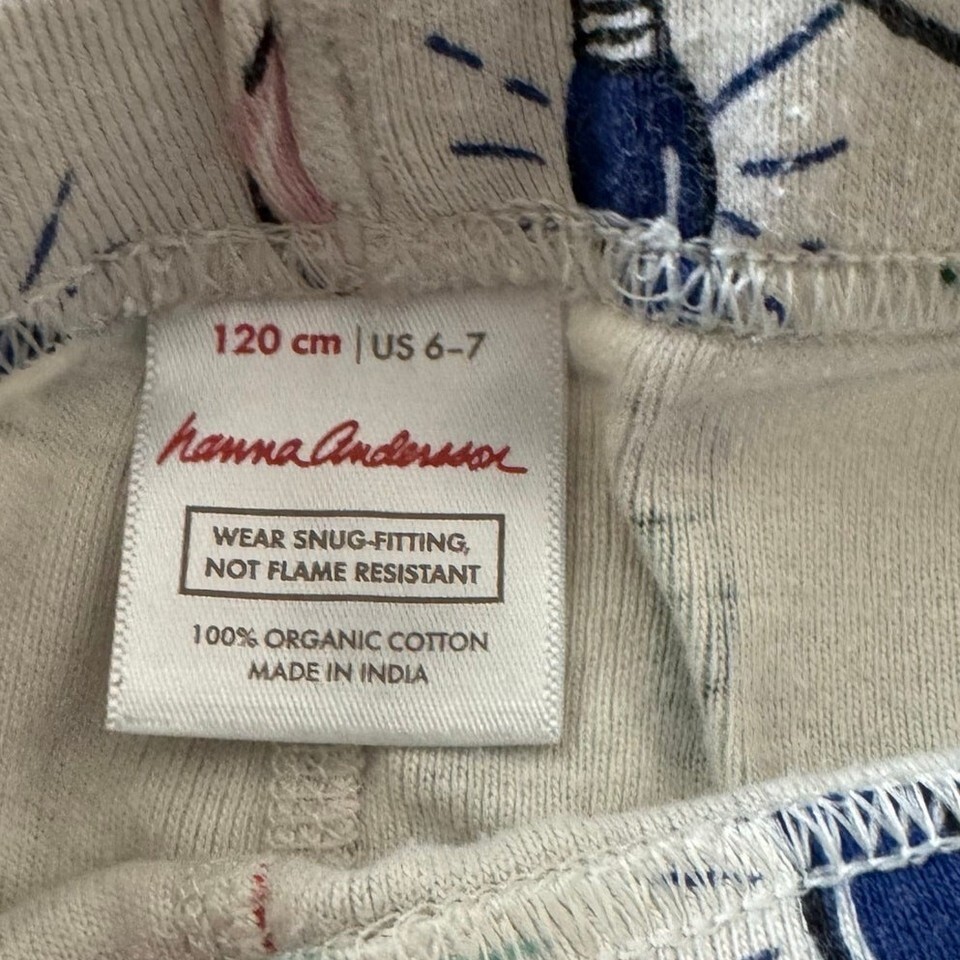 120 cm | US 6-7
hanna Andersson
WEAR SNUG-FITTING,
NOT FLAME RESISTANT
100% ORGANIC COTTON
MADE IN INDIA